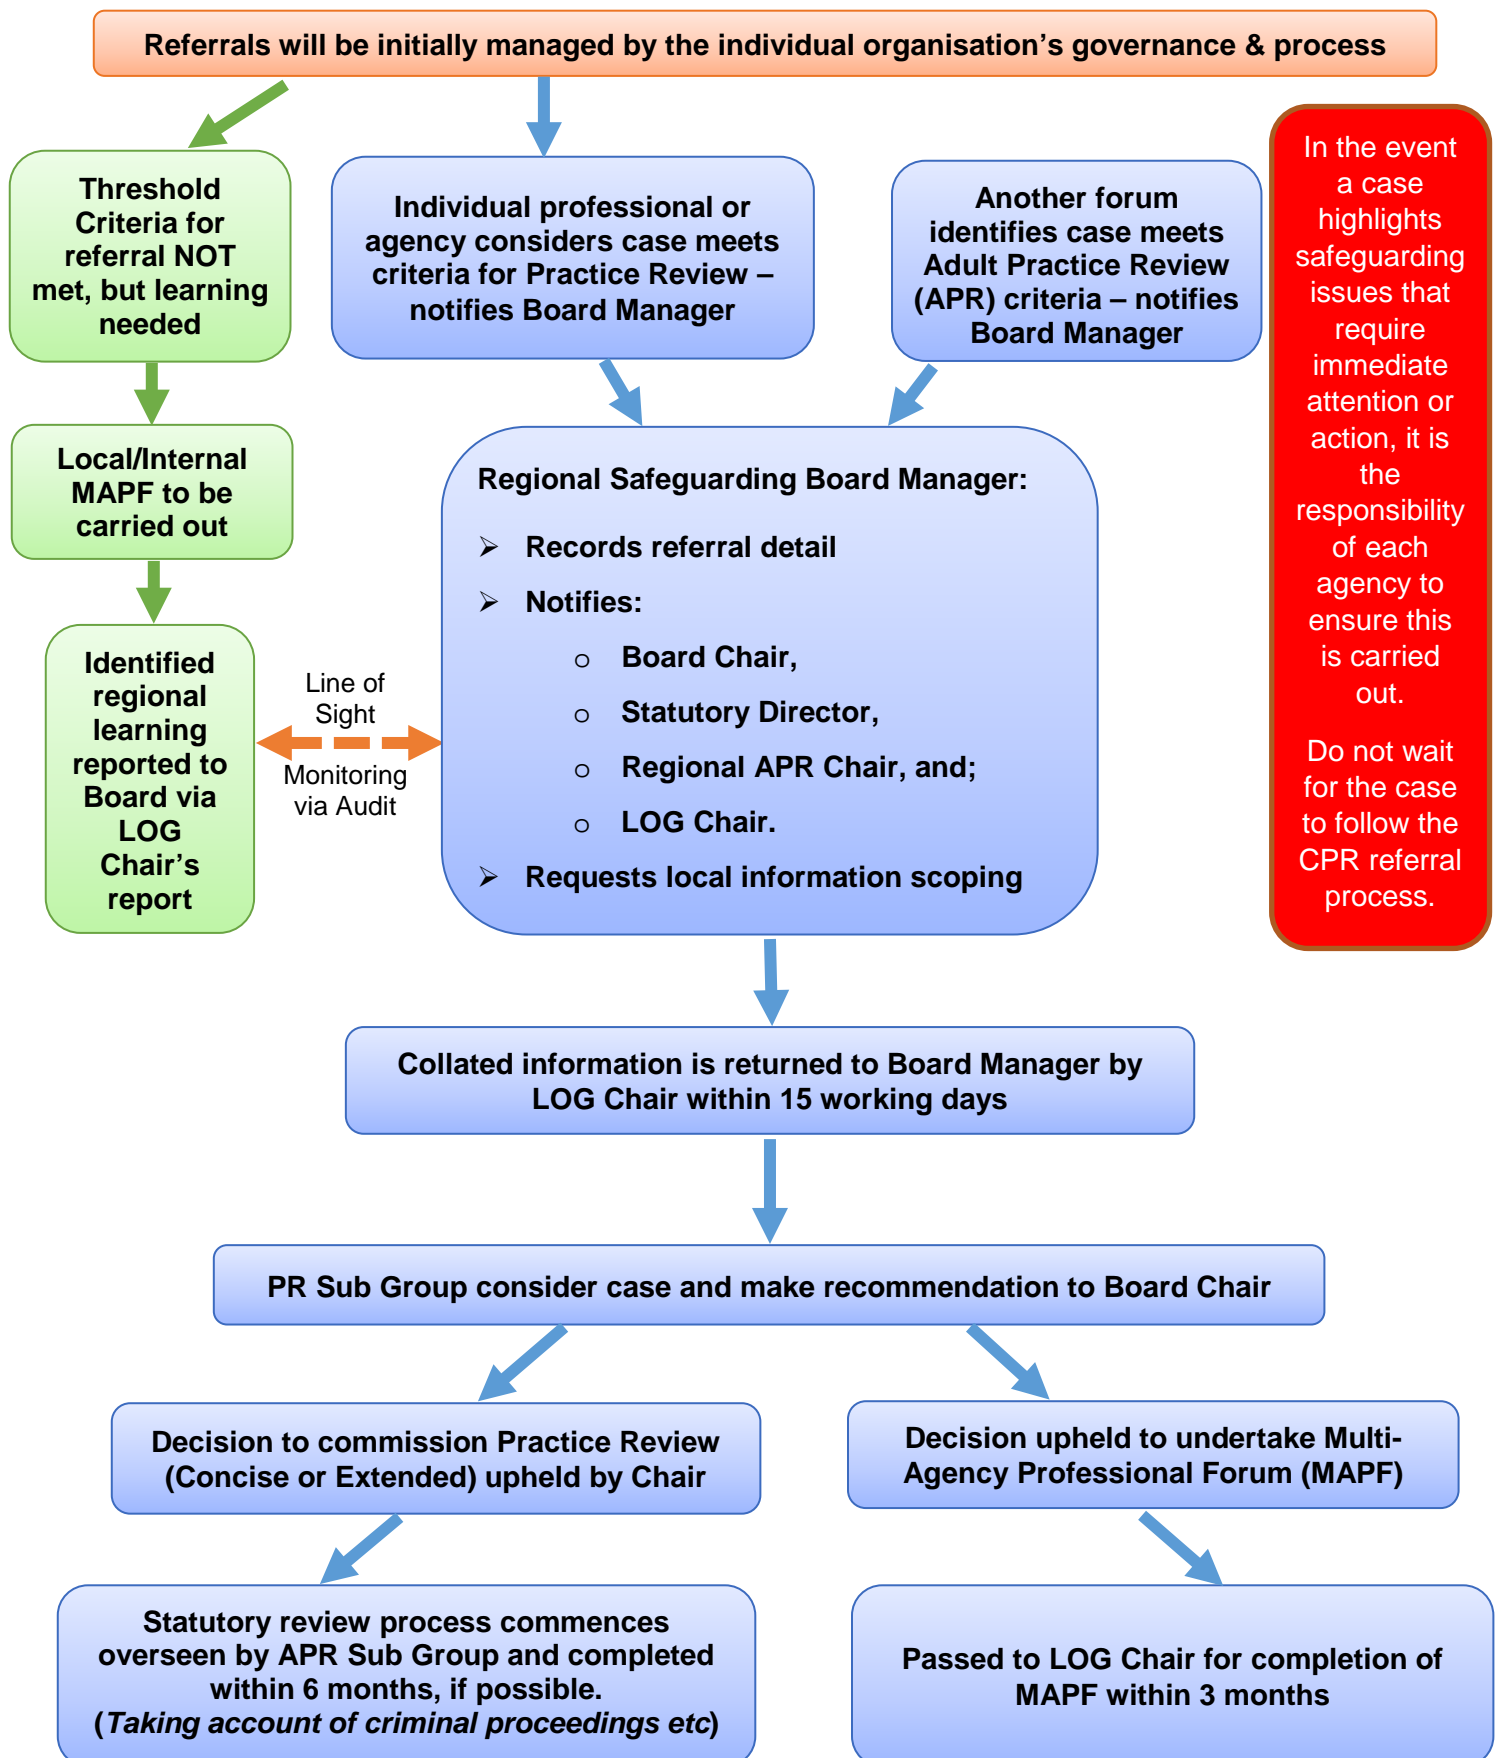 Referrals will be initially managed by the individual organisation’s governance & process
Threshold
Criteria for
referral NOT
met, but learning
needed
Individual professional or
agency considers case meets
criteria for Practice Review –
notifies Board Manager
Another forum
identifies case meets
Adult Practice Review
(APR) criteria – notifies
Board Manager
In the event
a case
highlights
safeguarding
issues that
require
immediate
attention or
action, it is
the
responsibility
of each
agency to
ensure this
is carried
out.
Do not wait
for the case
to follow the
CPR referral
process.
Local/Internal
MAPF to be
carried out
Identified
regional
learning
reported to
Board via
LOG
Chair’s
report
Line of
Sight
Monitoring
via Audit
Regional Safeguarding Board Manager:
➢ Records referral detail
➢ Notifies:
o Board Chair,
o Statutory Director,
o Regional APR Chair, and;
o LOG Chair.
➢ Requests local information scoping
Collated information is returned to Board Manager by
LOG Chair within 15 working days
PR Sub Group consider case and make recommendation to Board Chair
Decision to commission Practice Review
(Concise or Extended) upheld by Chair
Decision upheld to undertake Multi-
Agency Professional Forum (MAPF)
Statutory review process commences
overseen by APR Sub Group and completed
within 6 months, if possible.
(Taking account of criminal proceedings etc)
Passed to LOG Chair for completion of
MAPF within 3 months